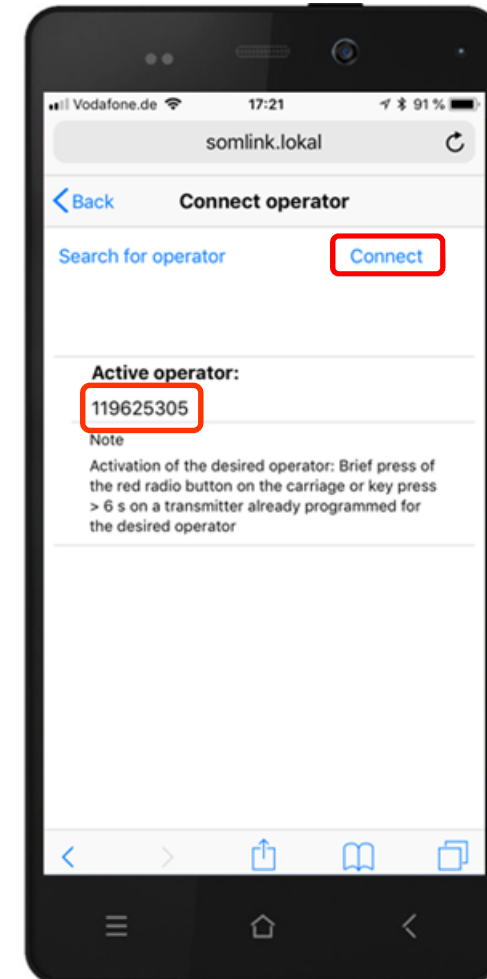 Vodafone.de 17:21 91 %
somlink.lokal
Back Connect operator
Search for operator Connect
Active operator:
119625305
Note
Activation of the desired operator: Brief press of
the red radio button on the carriage or key press
> 6 s on a transmitter already programmed for
the desired operator